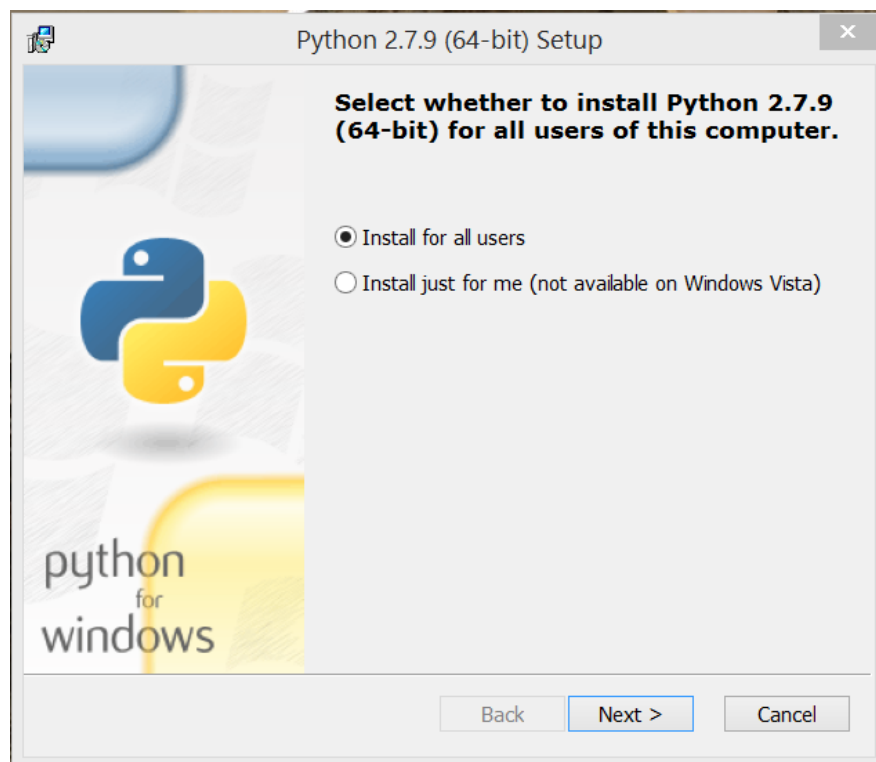 Python 2.7.9 (64-bit) Setup
Select whether to install Python 2.7.9
(64-bit) for all users of this computer.
Install for all users
Install just for me (not available on Windows Vista)
python
for
windows
Back
Next >
Cancel